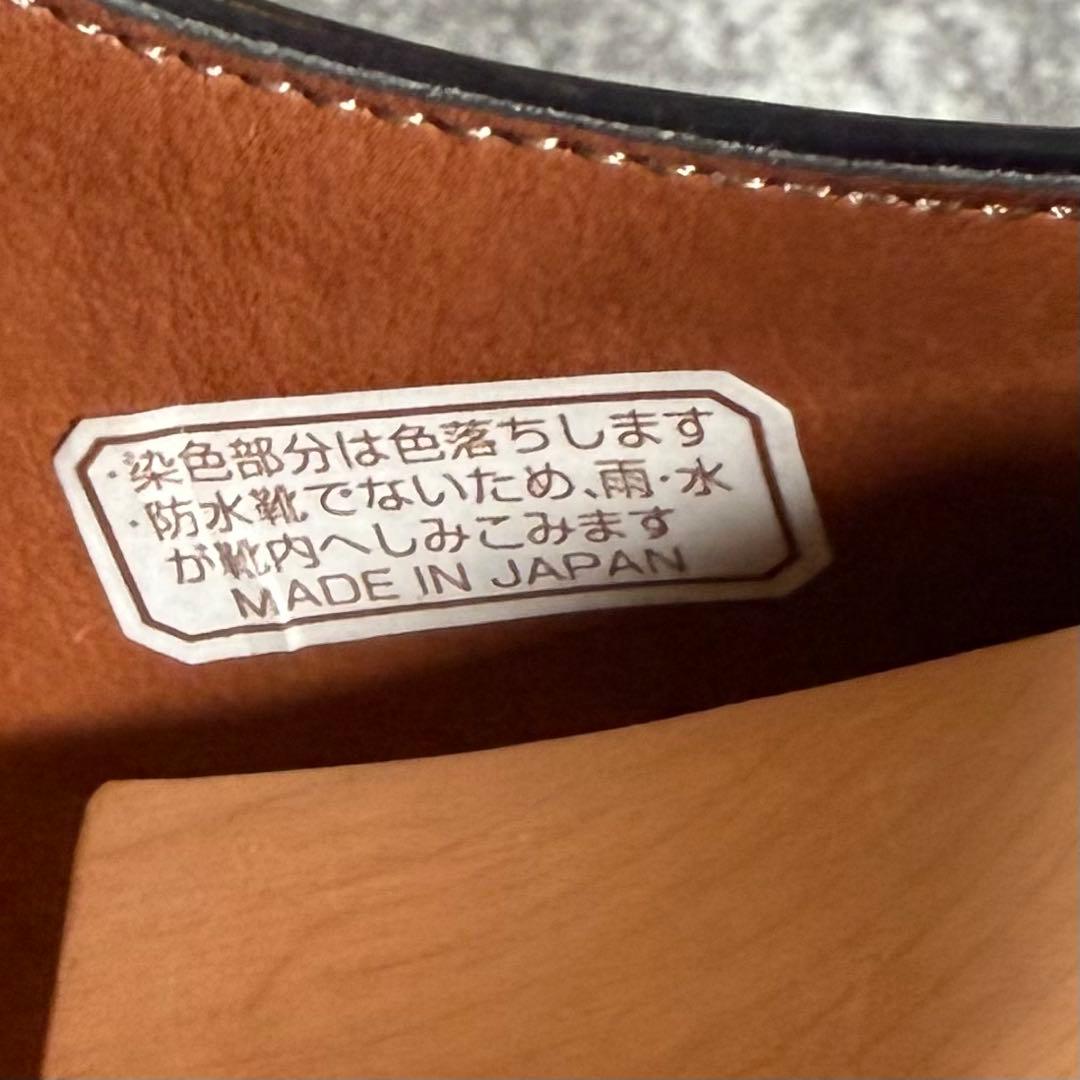 ・染色部分は色落ちします
・防水靴でないため、雨・水
が靴内へしみこみます
MADE IN JAPAN